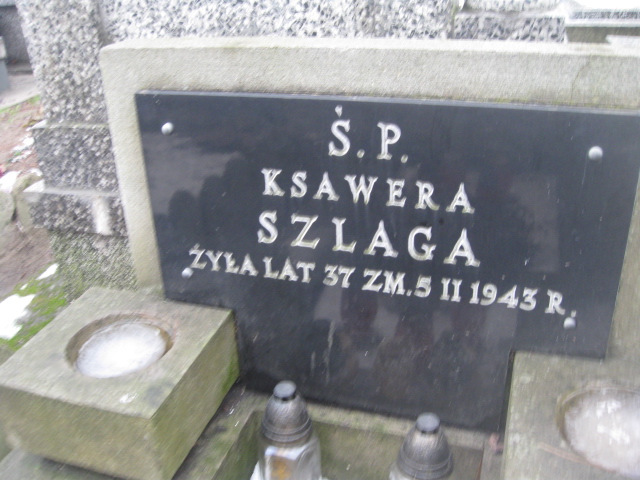 Ś.P.
KSAWERA
SZLAGA
ŻYŁA LAT 37 ZM. 5 II 1943 R.